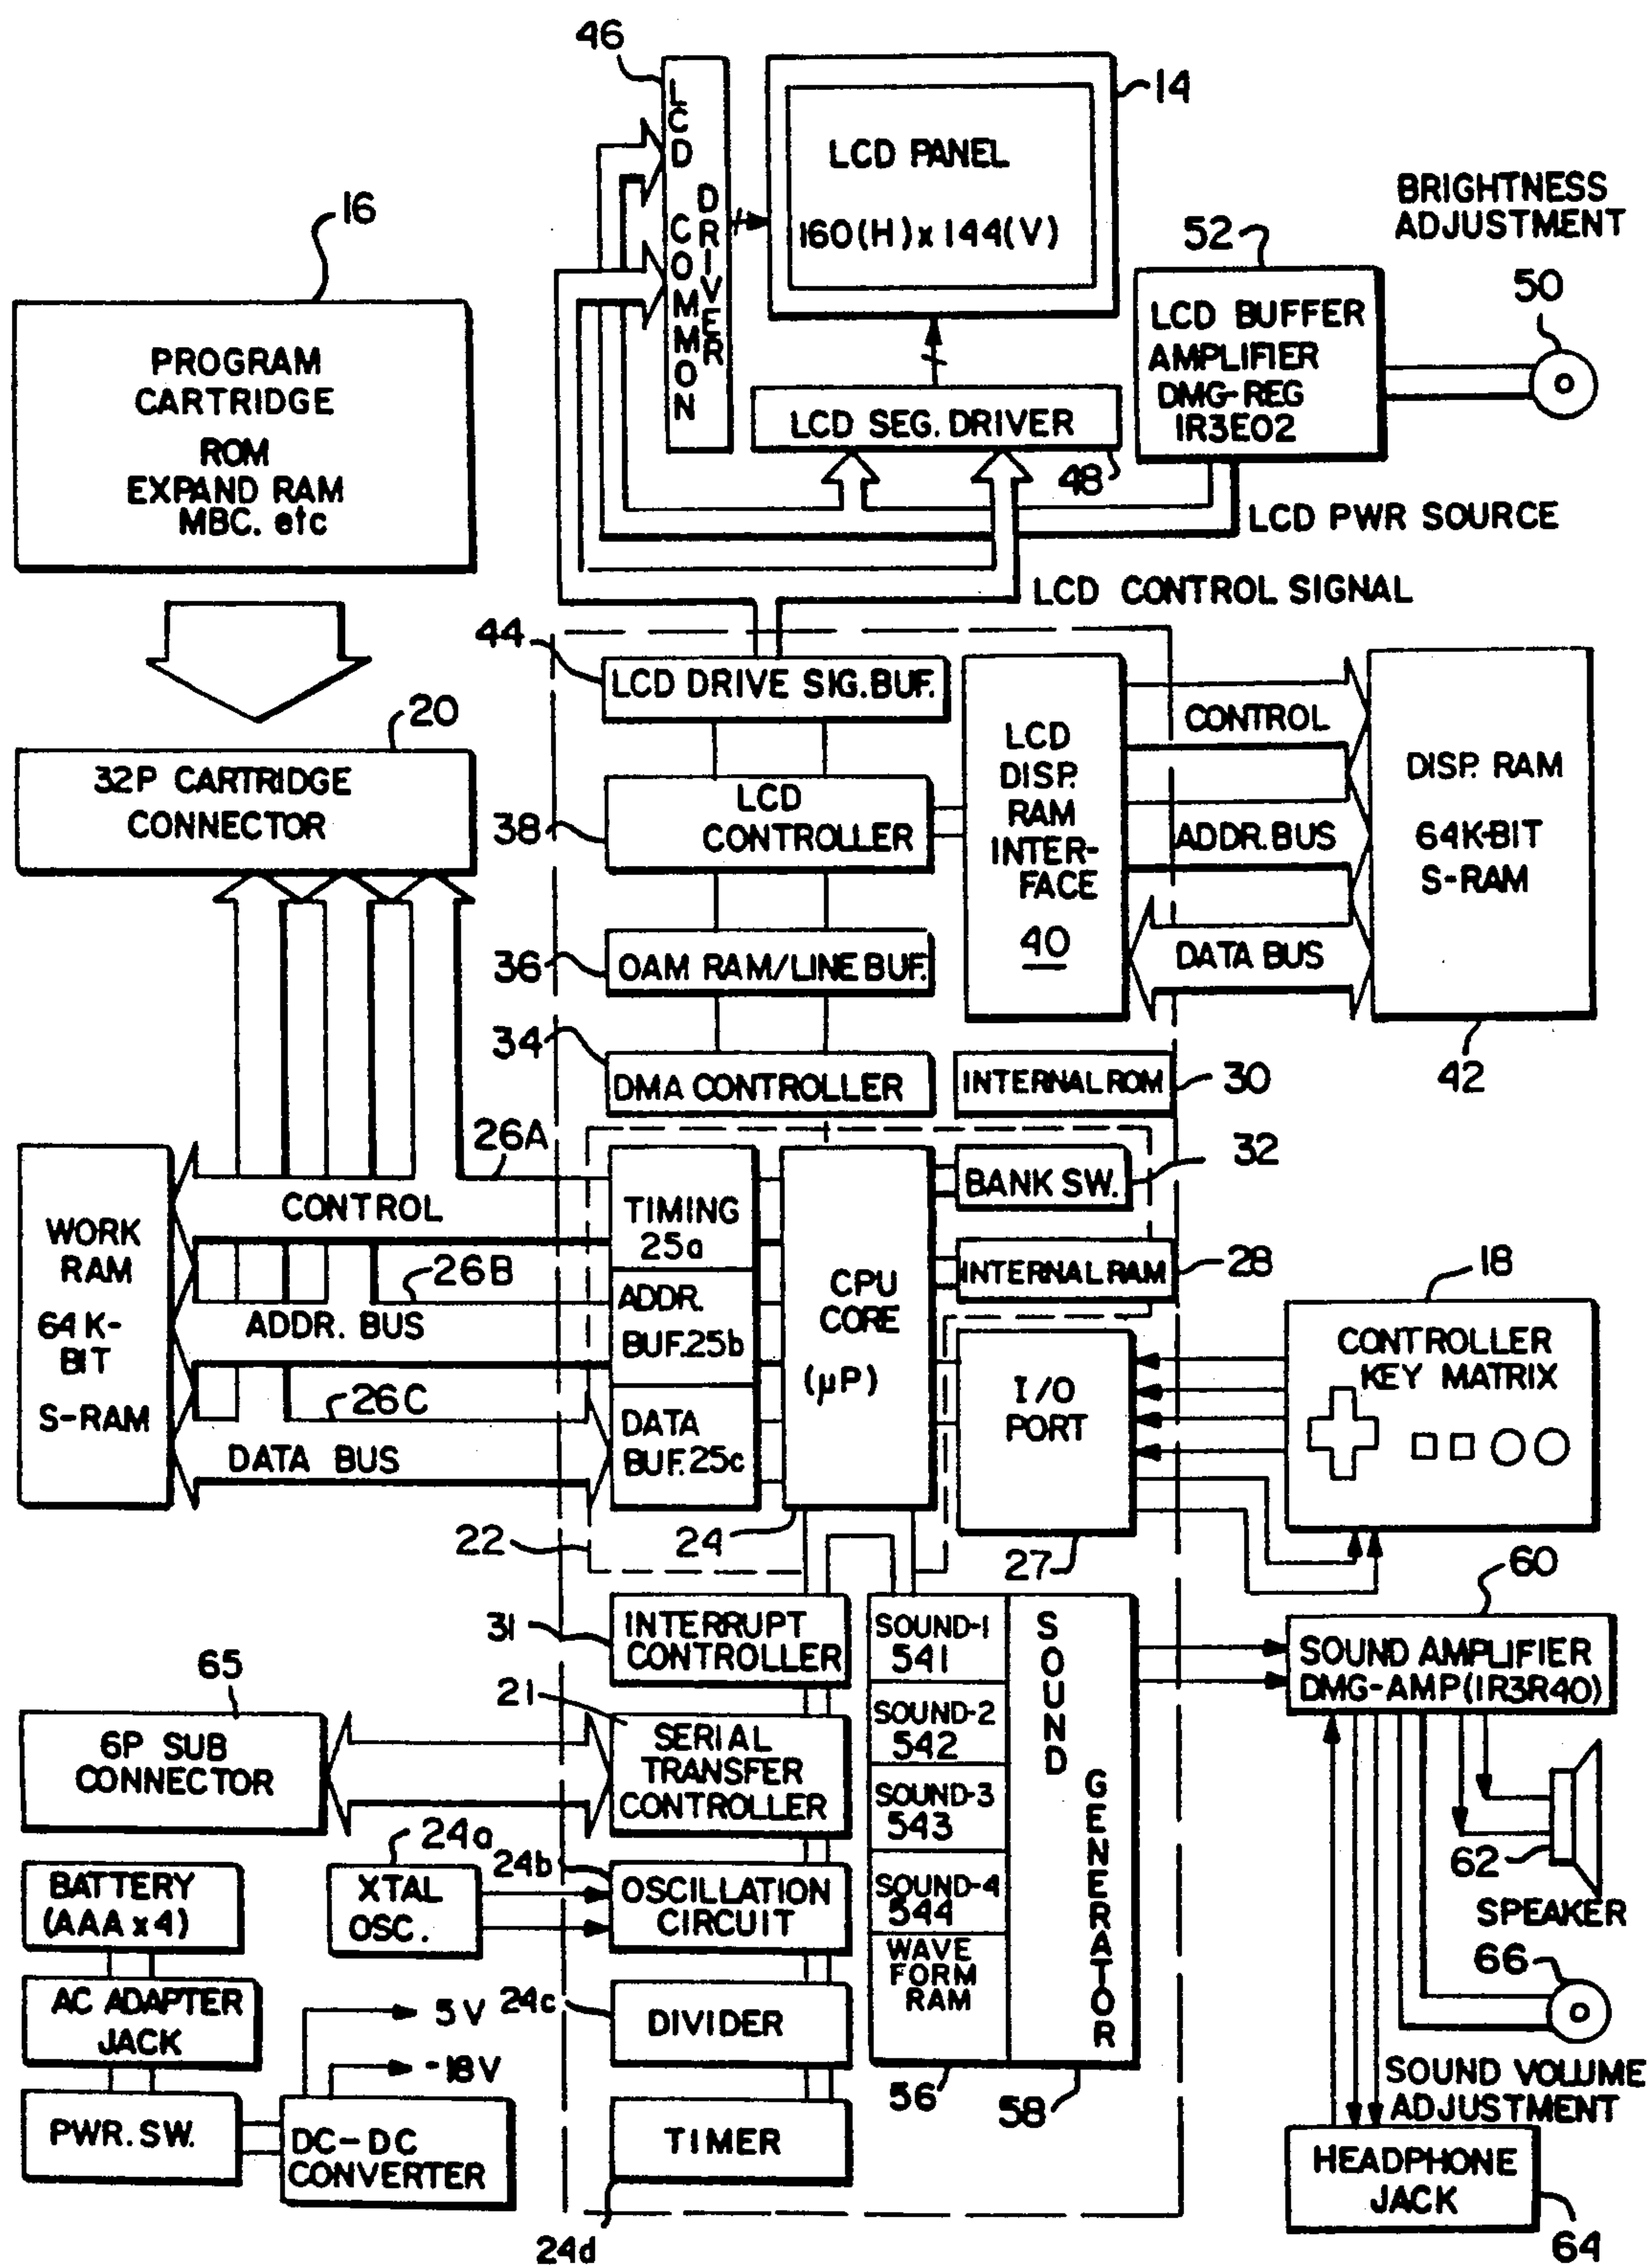 46
LCD COMMON
DRIVER
14
LCD PANEL
160(H)x144(V)
BRIGHTNESS
ADJUSTMENT
16
52
50
PROGRAM
CARTRIDGE
ROM
EXPAND RAM
MBC. etc
LCD BUFFER
AMPLIFIER
DMG-REG
IR3E02
LCD SEG. DRIVER
48
LCD PWR SOURCE
LCD CONTROL SIGNAL
44
LCD DRIVE SIG. BUF.
20
32P CARTRIDGE
CONNECTOR
38
LCD
CONTROLLER
LCD
DISP.
RAM
INTER-
FACE
40
CONTROL
ADDR. BUS
DATA BUS
DISP. RAM
64K-BIT
S-RAM
42
36
OAM RAM/LINE BUF.
34
DMA CONTROLLER
INTERNAL ROM
30
26A
CONTROL
26B
ADDR. BUS
26C
DATA BUS
WORK
RAM
64K-
BIT
S-RAM
TIMING
25a
ADDR.
BUF. 25b
DATA
BUF. 25c
CPU
CORE
(μP)
BANK SW.
32
INTERNAL RAM
28
18
CONTROLLER
KEY MATRIX
I/O
PORT
22
24
27
31
INTERRUPT
CONTROLLER
SOUND-1
541
SOUND-2
542
SOUND-3
543
SOUND-4
544
WAVE
FORM
RAM
SOUND
GENERATOR
60
SOUND AMPLIFIER
DMG-AMP(IR3R40)
65
6P SUB
CONNECTOR
21
SERIAL
TRANSFER
CONTROLLER
62
SPEAKER
24a
XTAL
OSC.
24b
OSCILLATION
CIRCUIT
BATTERY
(AAA x 4)
AC ADAPTER
JACK
5V
-18V
24c
DIVIDER
66
SOUND VOLUME
ADJUSTMENT
56
58
PWR. SW.
DC-DC
CONVERTER
TIMER
24d
HEADPHONE
JACK
64